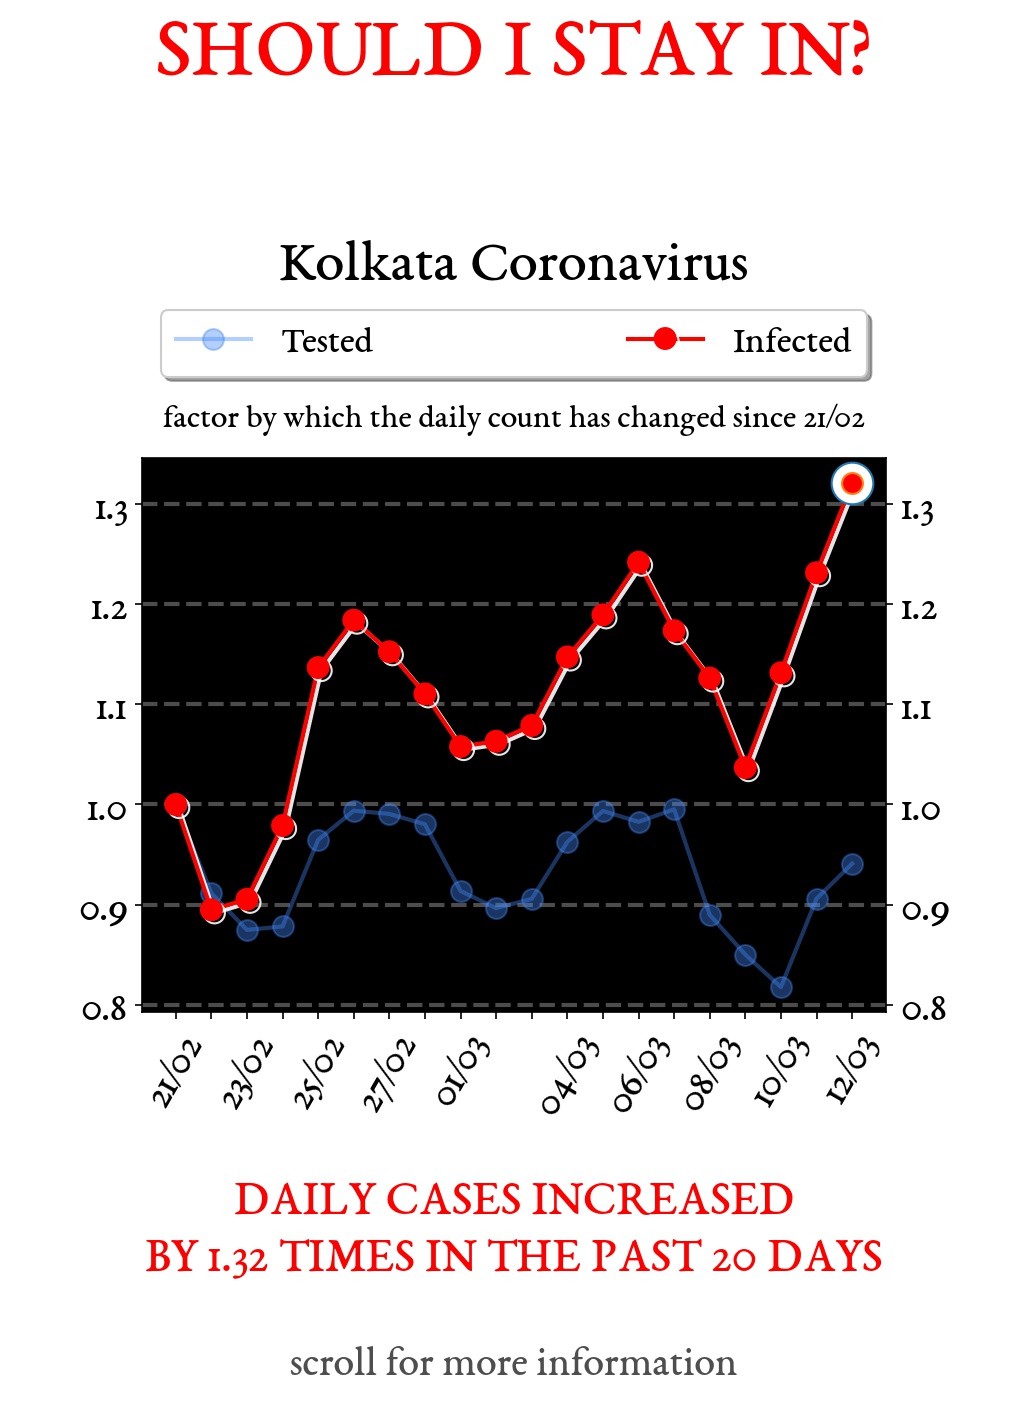 SHOULD I STAY IN?
Kolkata Coronavirus
Tested Infected
factor by which the daily count has changed since 21/02
1.3 1.3
1.2 1.2
1.1 1.1
1.0 1.0
0.9 0.9
0.8 0.8
21/02 23/02 25/02 27/02 01/03 04/03 06/03 08/03 10/03 12/03
DAILY CASES INCREASED
BY 1.32 TIMES IN THE PAST 20 DAYS
scroll for more information